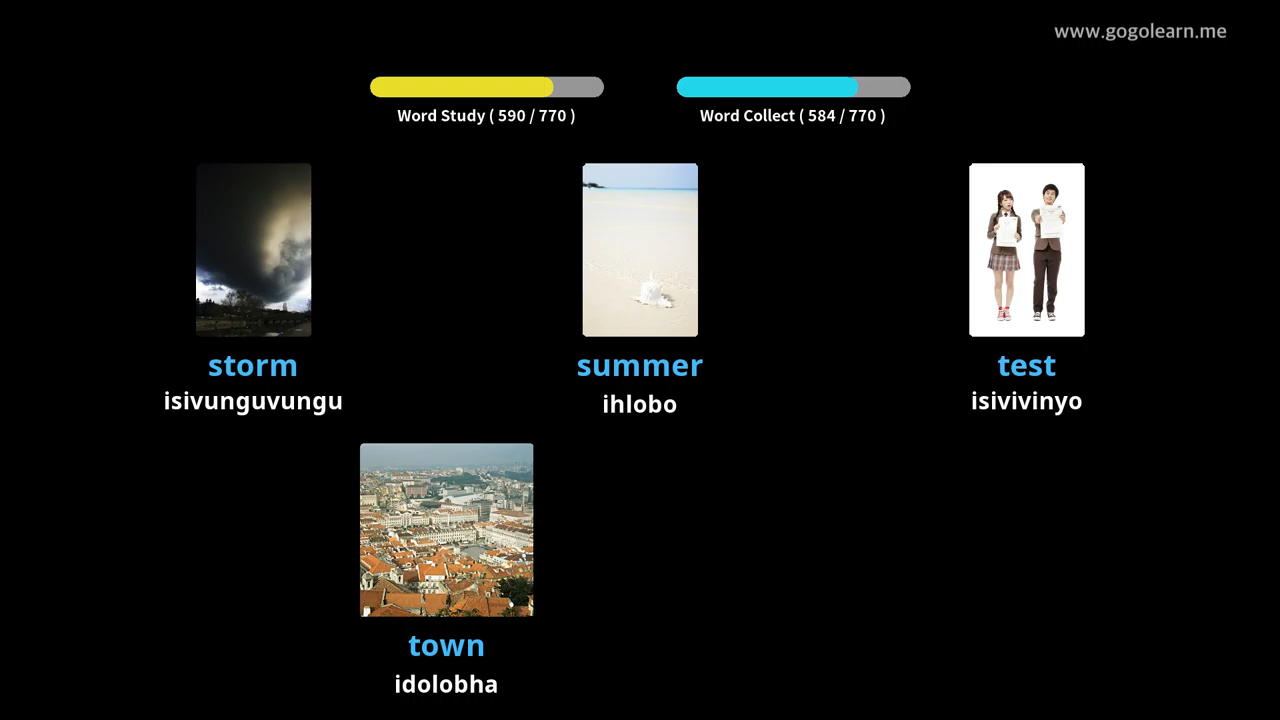 www.gogolearn.me
Word Study ( 590 / 770 )
Word Collect ( 584 / 770 )
storm
isivunguvungu
summer
ihlobo
test
isivivinyo
town
idolobha